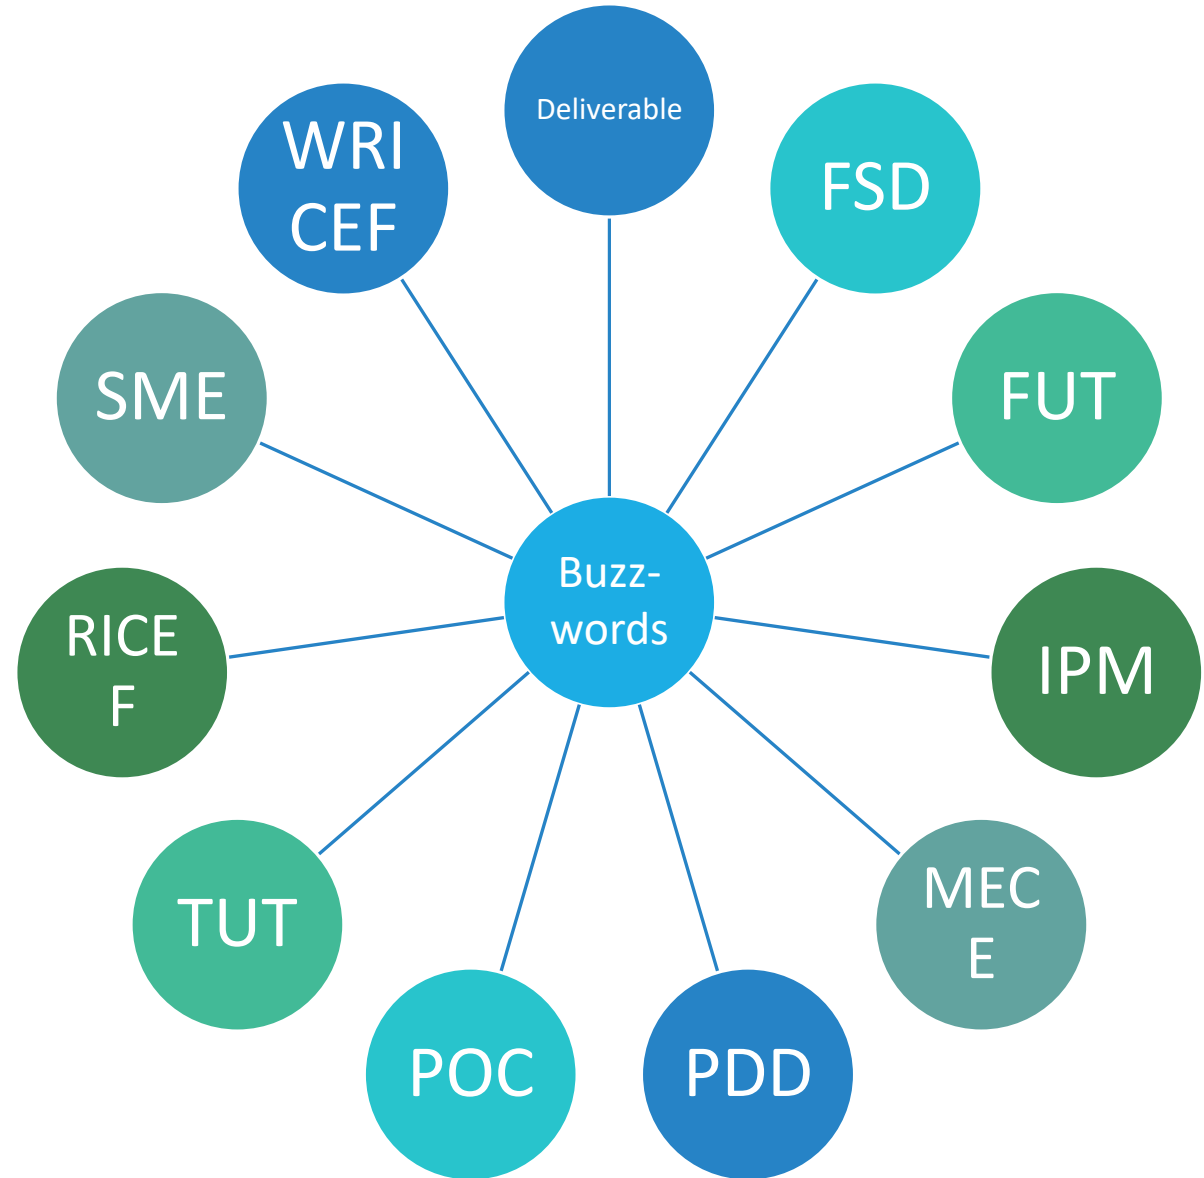 Deliverable
WRI
CEF
FSD
SME
FUT
Buzz-
words
RICE
F
IPM
TUT
MEC
E
POC
PDD